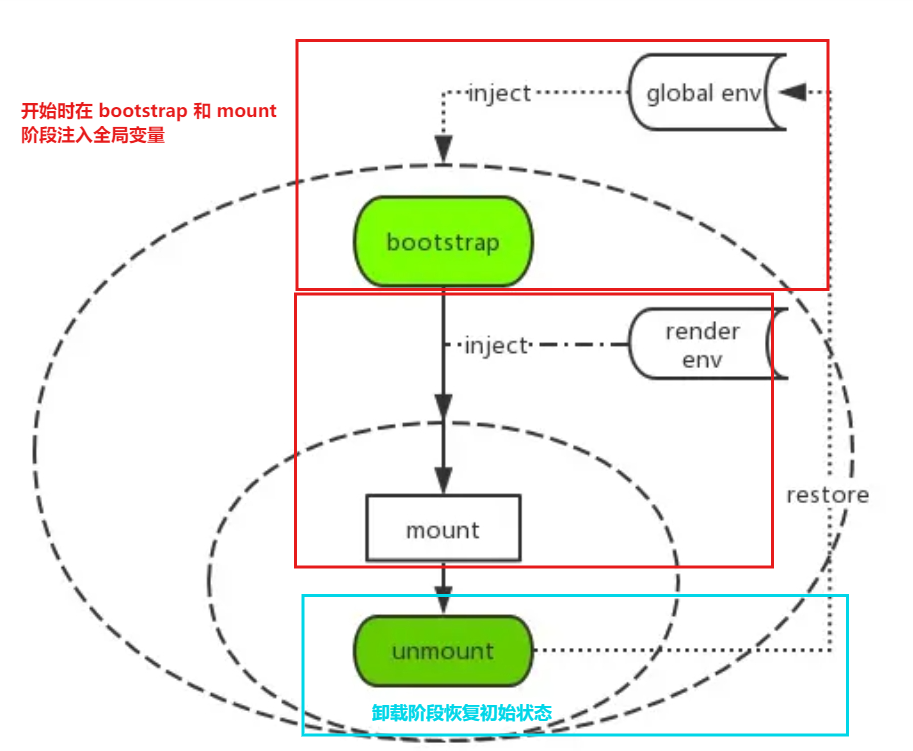 inject
global env
开始时在 bootstrap 和 mount
阶段注入全局变量
bootstrap
inject
render
env
restore
mount
unmount
卸载阶段恢复初始状态